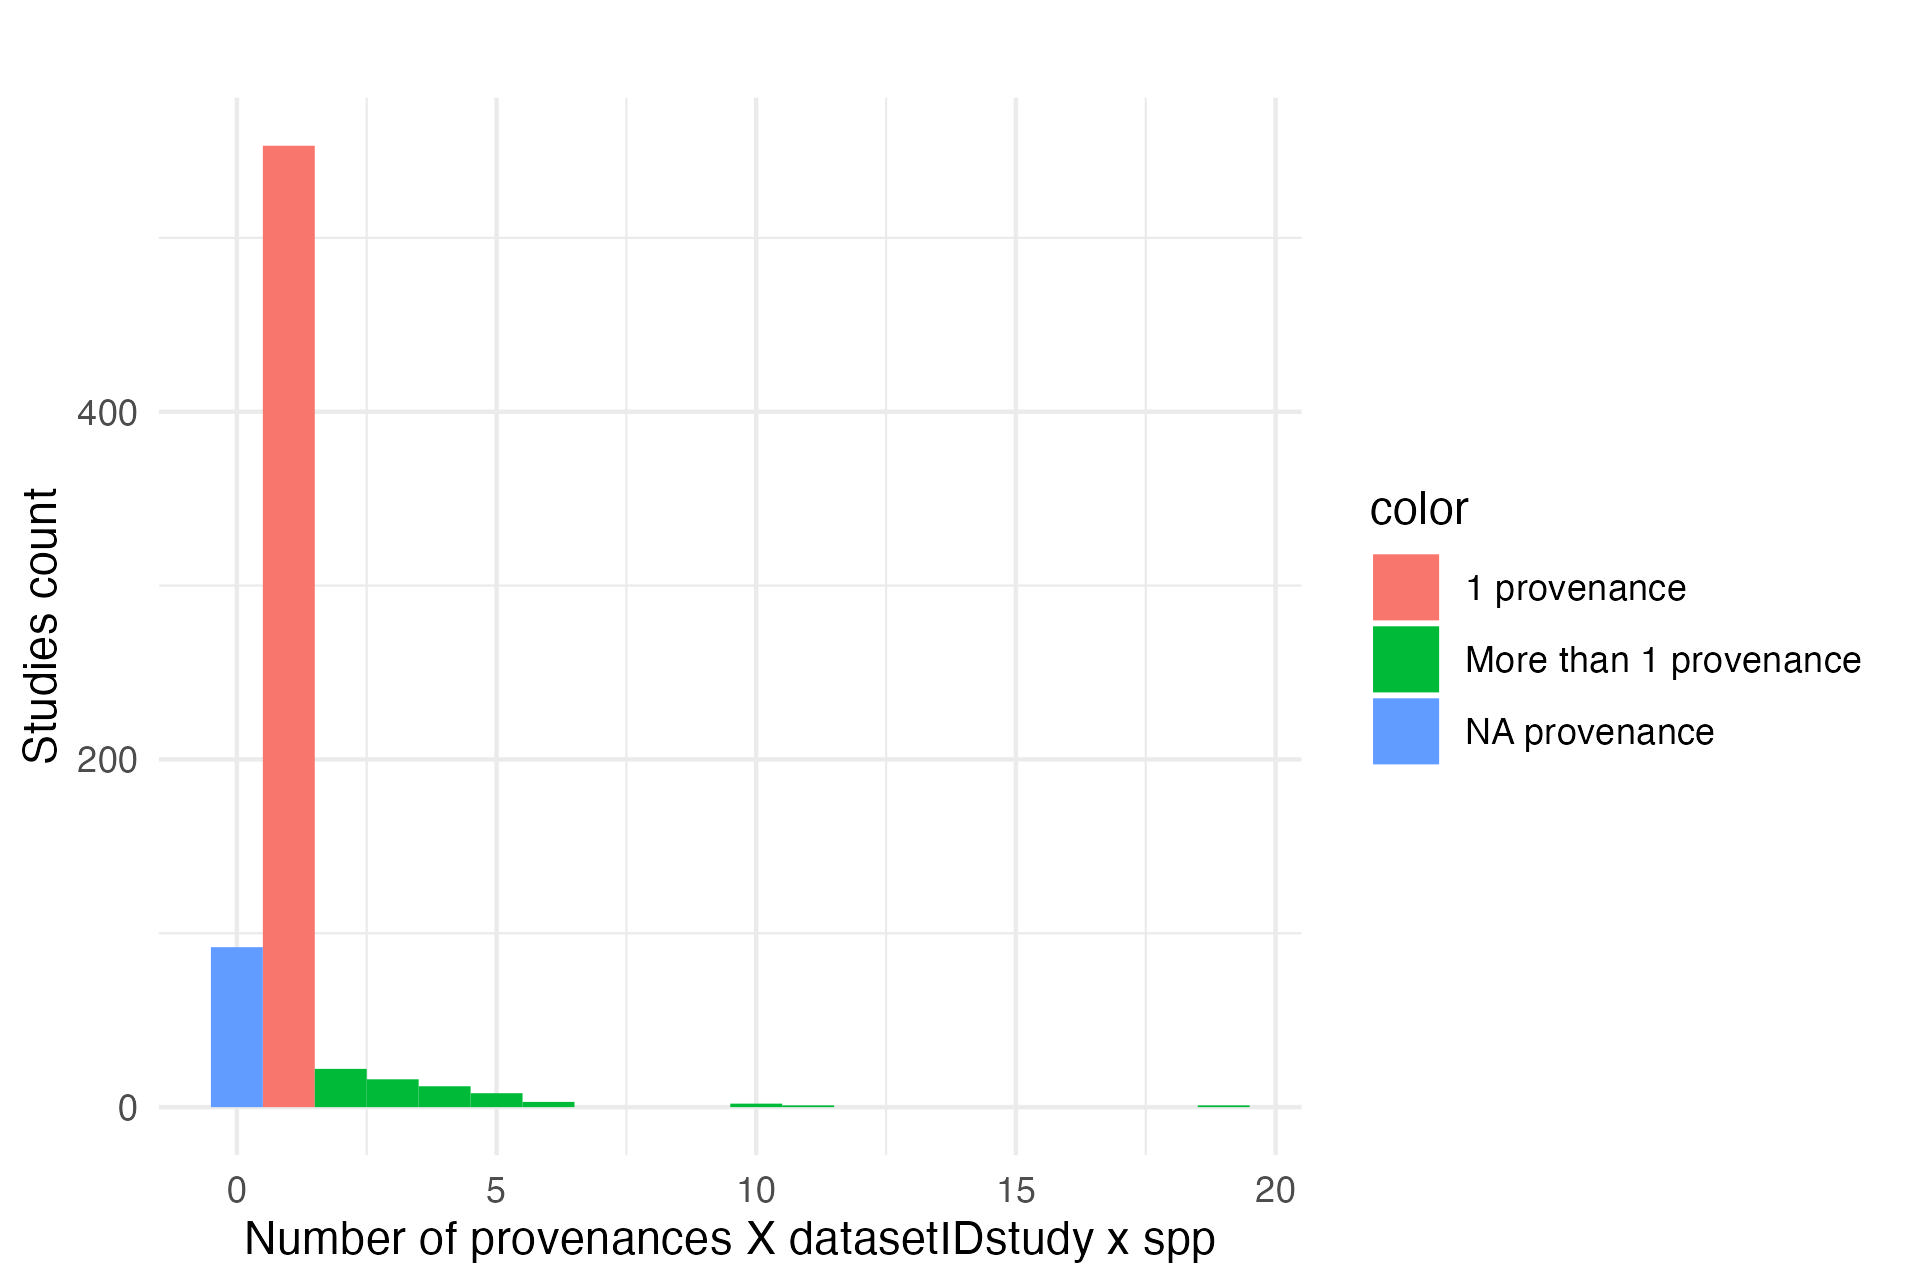 Studies count
400
200
0
0 5 10 15 20
Number of provenances X datasetIDstudy x spp
color
1 provenance
More than 1 provenance
NA provenance